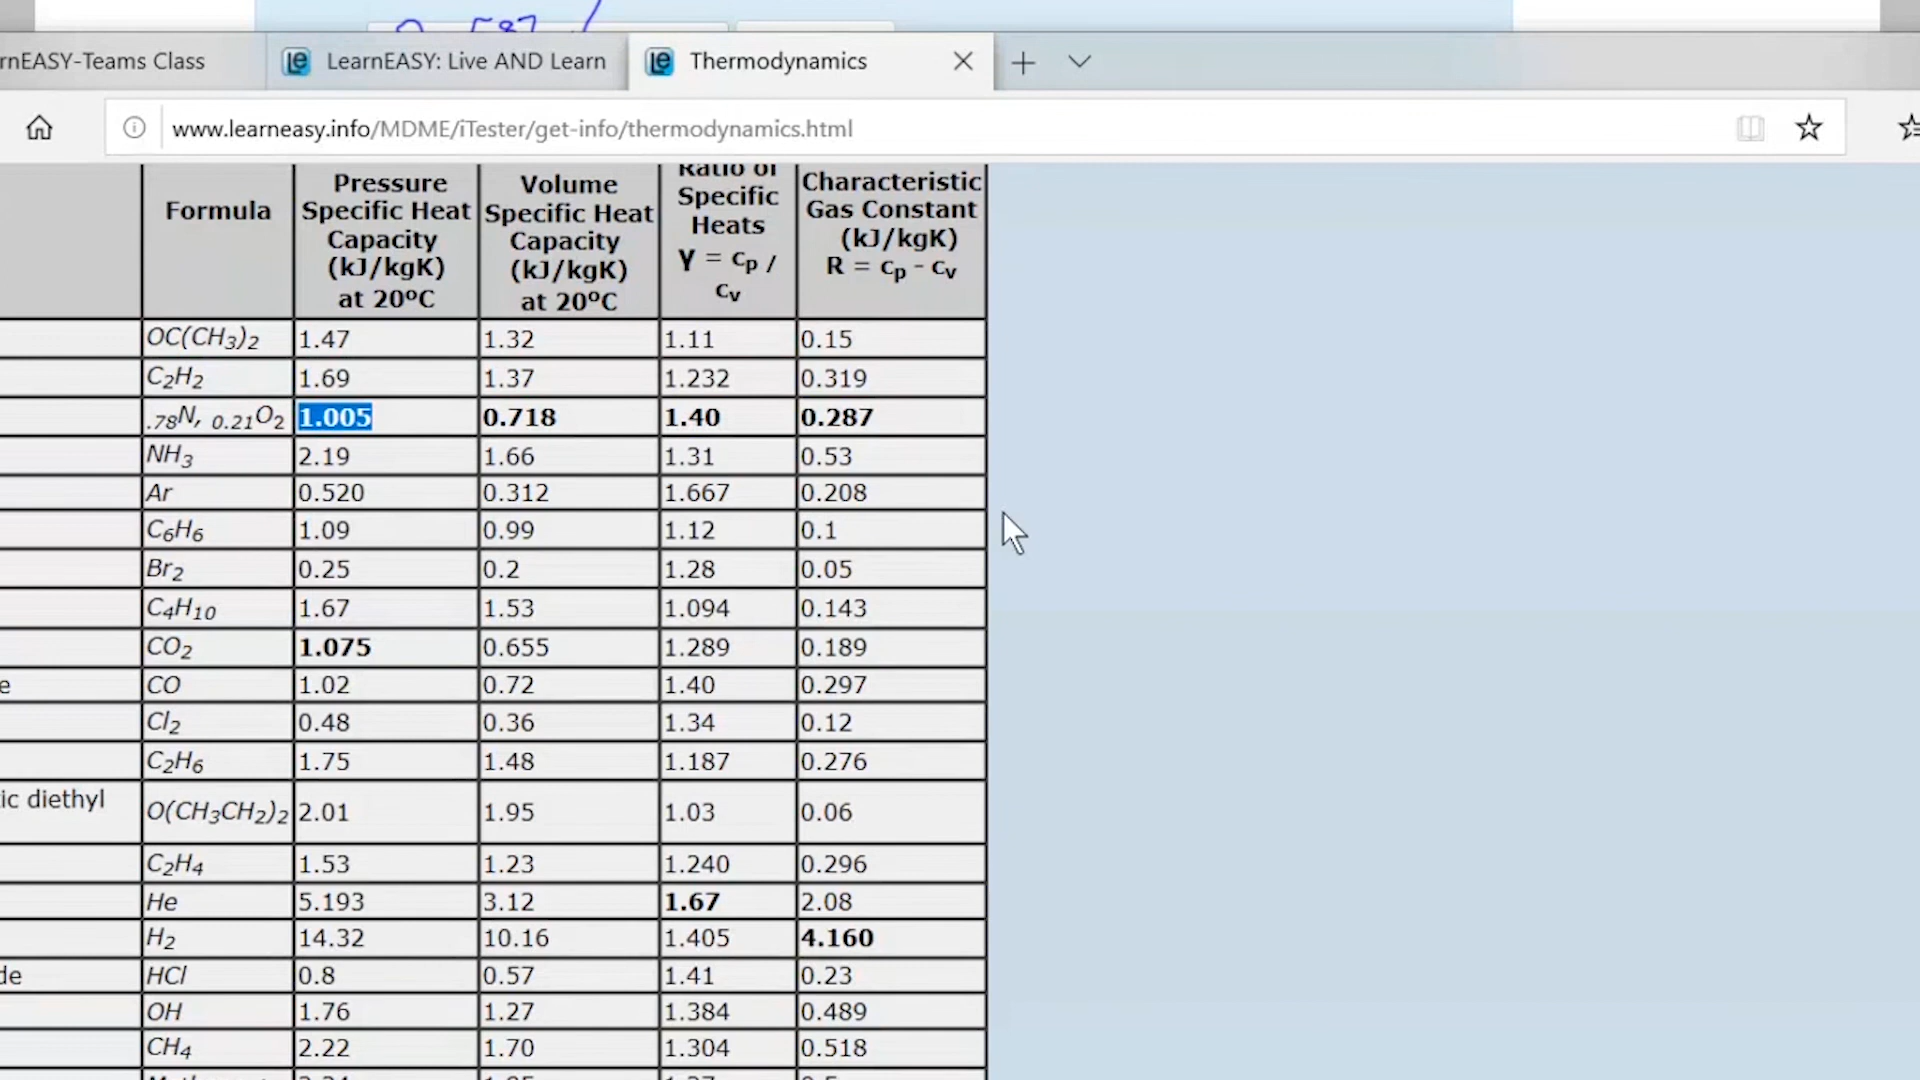 0.587
rnEASY-Teams Class LearnEASY: Live AND Learn Thermodynamics
www.learneasy.info/MDME/iTester/get-info/thermodynamics.html
Formula
Pressure
Specific Heat
Capacity
(kJ/kgK)
at 20ºC
Volume
Specific Heat
Capacity
(kJ/kgK)
at 20ºC
Ratio of
Specific
Heats
γ = cp /
cv
Characteristic
Gas Constant
(kJ/kgK)
R = cp - cv
OC(CH3)2 1.47 1.32 1.11 0.15
C2H2 1.69 1.37 1.232 0.319
.78N, 0.21O2 1.005 0.718 1.40 0.287
NH3 2.19 1.66 1.31 0.53
Ar 0.520 0.312 1.667 0.208
C6H6 1.09 0.99 1.12 0.1
Br2 0.25 0.2 1.28 0.05
C4H10 1.67 1.53 1.094 0.143
CO2 1.075 0.655 1.289 0.189
e CO 1.02 0.72 1.40 0.297
Cl2 0.48 0.36 1.34 0.12
C2H6 1.75 1.48 1.187 0.276
ic diethyl O(CH3CH2)2 2.01 1.95 1.03 0.06
C2H4 1.53 1.23 1.240 0.296
He 5.193 3.12 1.67 2.08
H2 14.32 10.16 1.405 4.160
de HCl 0.8 0.57 1.41 0.23
OH 1.76 1.27 1.384 0.489
CH4 2.22 1.70 1.304 0.518